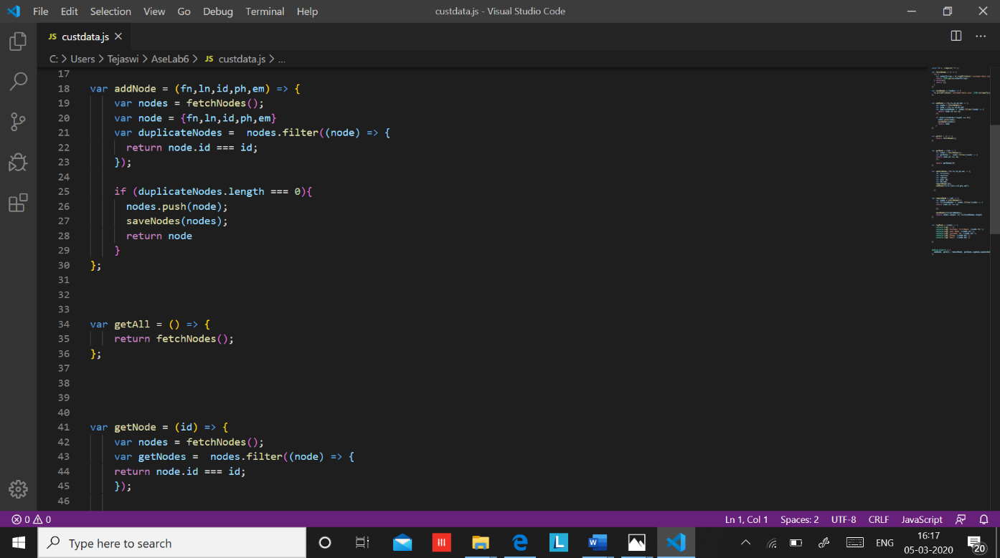 File Edit Selection View Go Debug Terminal Help custdata.js - Visual Studio Code
JS custdata.js
C: > Users > Tejaswi > AseLab6 > JS custdata.js > ...
17
18 var addNode = (fn,ln,id,ph,em) => {
19 var nodes = fetchNodes();
20 var node = {fn,ln,id,ph,em}
21 var duplicateNodes =  nodes.filter((node) => {
22 return node.id === id;
23 });
24
25 if (duplicateNodes.length === 0){
26 nodes.push(node);
27 saveNodes(nodes);
28 return node
29 }
30 };
31
32
33
34 var getAll = () => {
35 return fetchNodes();
36 };
37
38
39
40
41 var getNode = (id) => {
42 var nodes = fetchNodes();
43 var getNodes =  nodes.filter((node) => {
44 return node.id === id;
45 });
46
0 0 Ln 1, Col 1 Spaces: 2 UTF-8 CRLF JavaScript
Type here to search L W ENG 16:17 20
05-03-2020